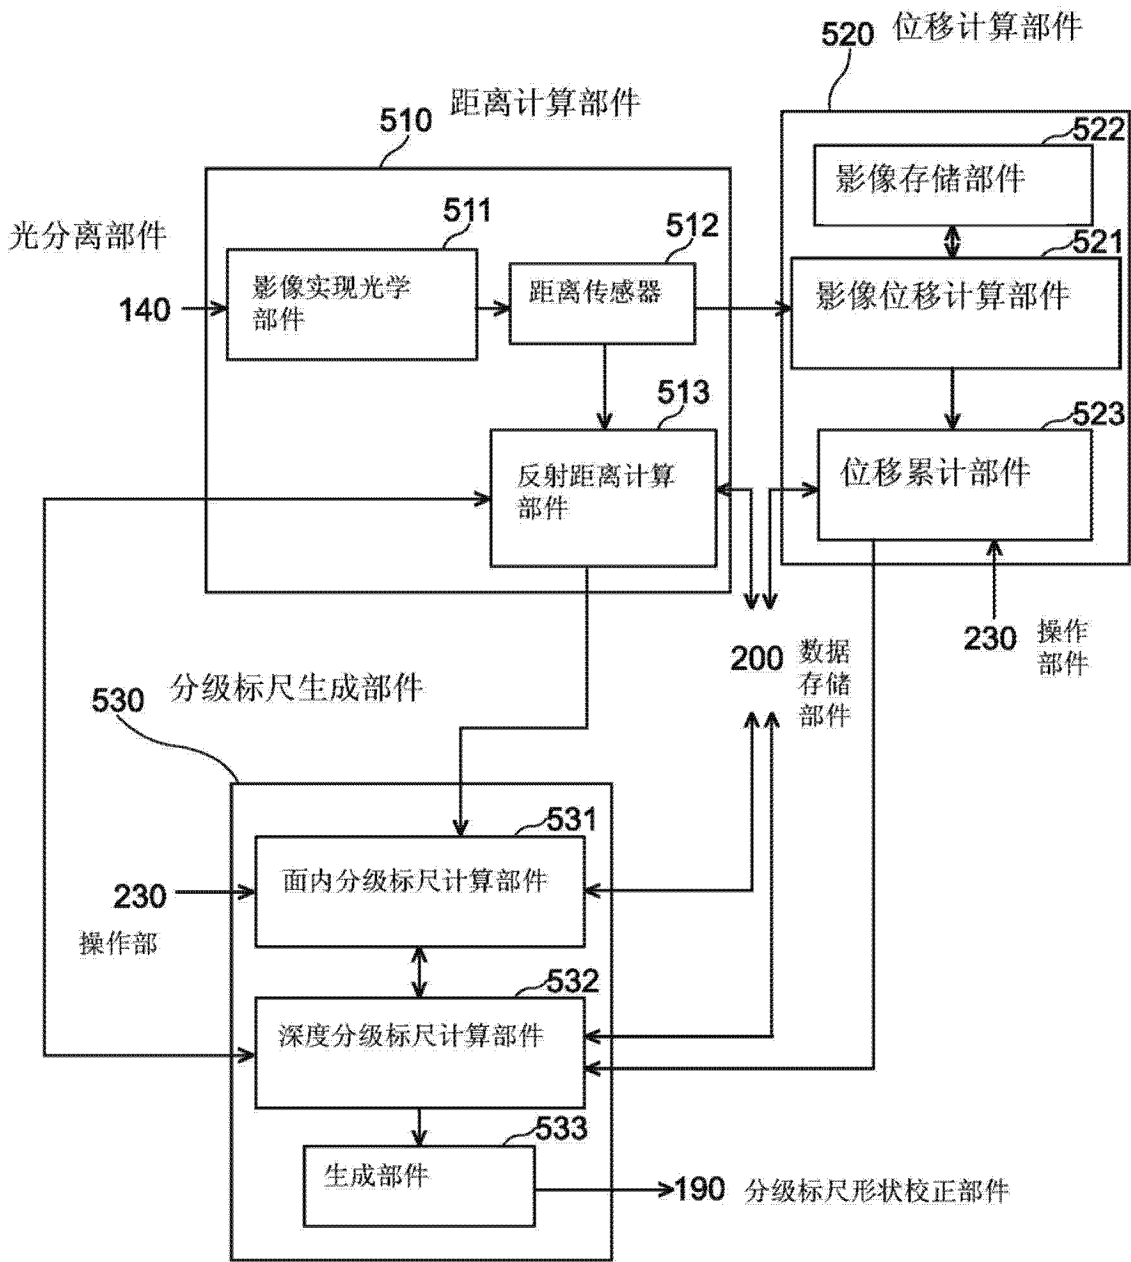 520 位移计算部件
510 距离计算部件
522
影像存储部件
511
512
光分离部件
521
影像实现光学
部件
距离传感器
影像位移计算部件
140
513
523
反射距离计算
部件
位移累计部件
230 操作
部件
200 数据
存储
部件
530 分级标尺生成部件
531
面内分级标尺计算部件
230
操作部
532
深度分级标尺计算部件
533
生成部件
190 分级标尺形状校正部件